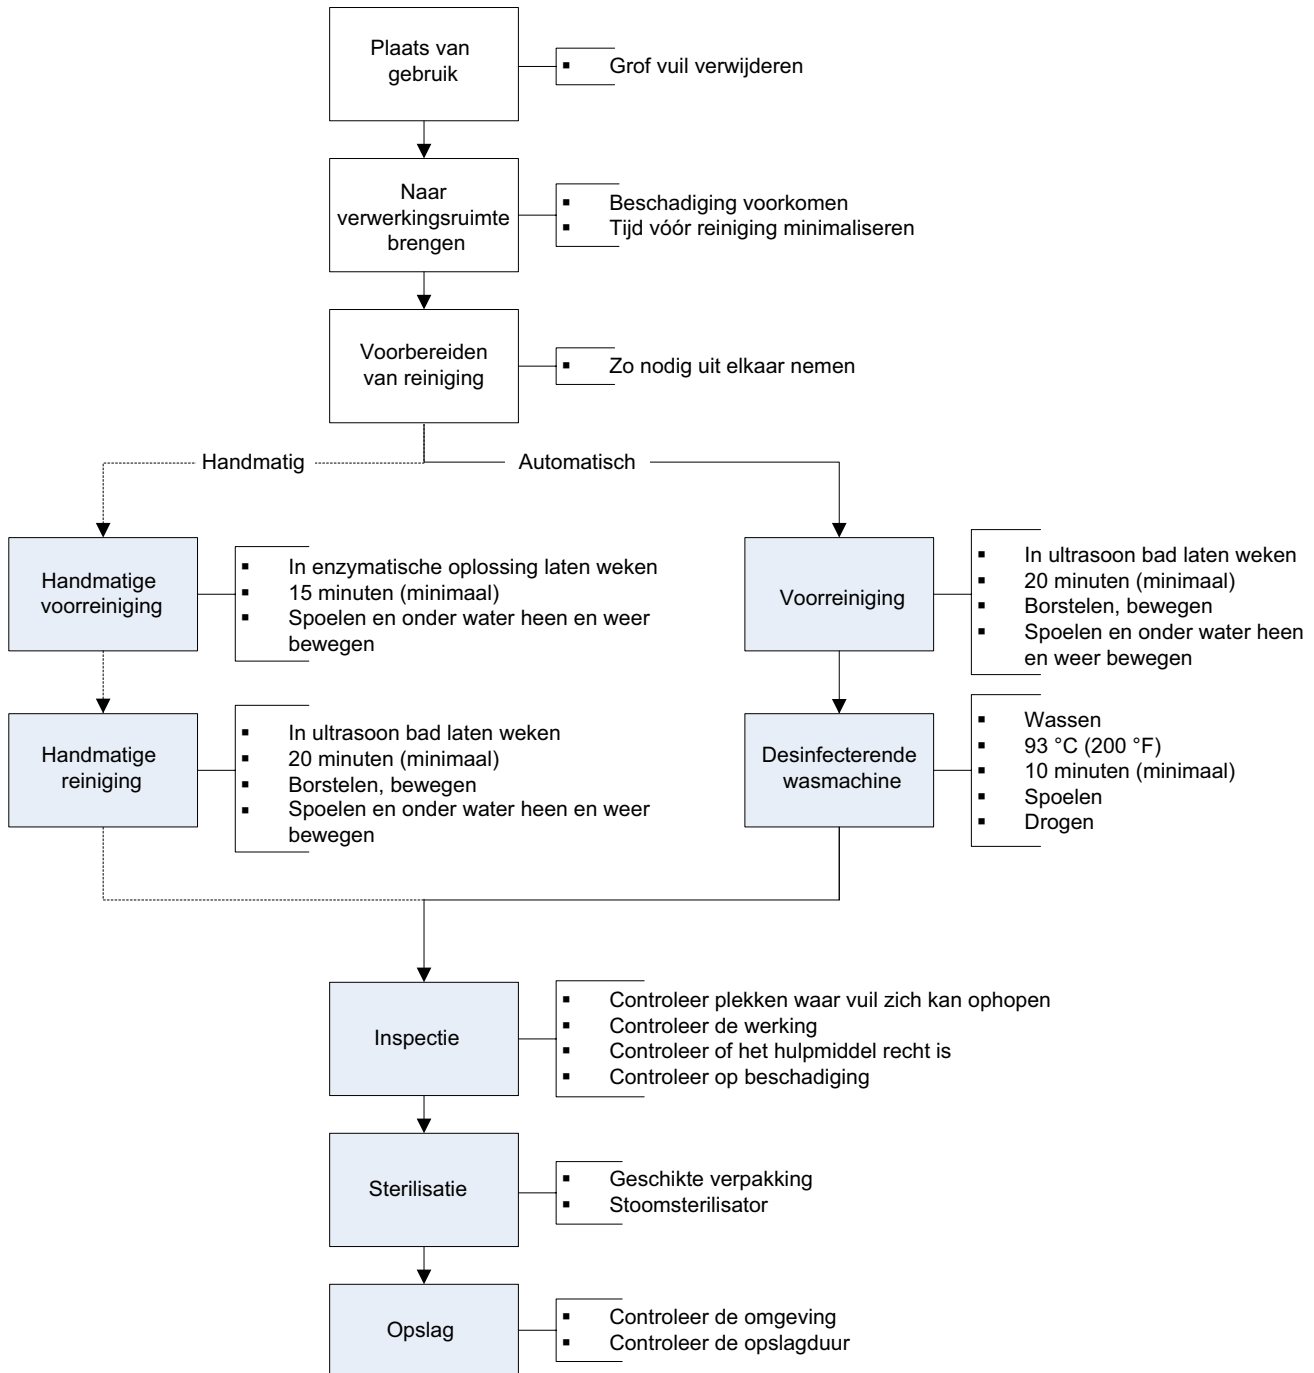 Plaats van
gebruik
▪ Grof vuil verwijderen
Naar
verwerkingsruimte
brengen
▪ Beschadiging voorkomen
▪ Tijd vóór reiniging minimaliseren
Voorbereiden
van reiniging
▪ Zo nodig uit elkaar nemen
Handmatig
Automatisch
Handmatige
voorreiniging
▪ In enzymatische oplossing laten weken
▪ 15 minuten (minimaal)
▪ Spoelen en onder water heen en weer
bewegen
Voorreiniging
▪ In ultrasoon bad laten weken
▪ 20 minuten (minimaal)
▪ Borstelen, bewegen
▪ Spoelen en onder water heen
en weer bewegen
Handmatige
reiniging
▪ In ultrasoon bad laten weken
▪ 20 minuten (minimaal)
▪ Borstelen, bewegen
▪ Spoelen en onder water heen en weer
bewegen
Desinfecterende
wasmachine
▪ Wassen
▪ 93 °C (200 °F)
▪ 10 minuten (minimaal)
▪ Spoelen
▪ Drogen
Inspectie
▪ Controleer plekken waar vuil zich kan ophopen
▪ Controleer de werking
▪ Controleer of het hulpmiddel recht is
▪ Controleer op beschadiging
Sterilisatie
▪ Geschikte verpakking
▪ Stoomsterilisator
Opslag
▪ Controleer de omgeving
▪ Controleer de opslagduur